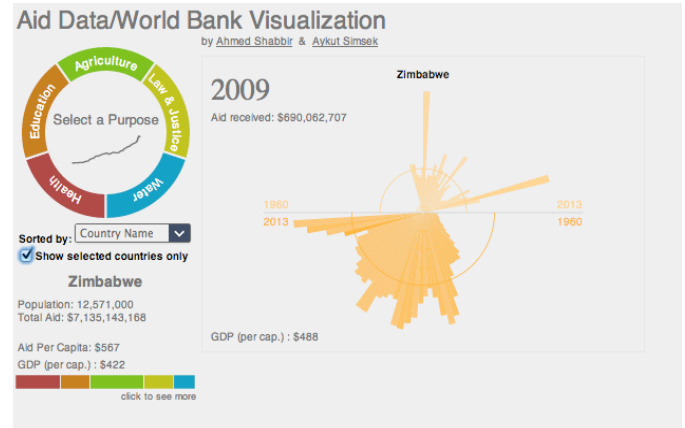 Aid Data/World Bank Visualization
by Ahmed Shabbir & Aykut Simsek
Agriculture
Law & Justice
Water
Health
Education
Select a Purpose
Sorted by: Country Name
Show selected countries only
Zimbabwe
Population: 12,571,000
Total Aid: $7,135,143,168
Aid Per Capita: $567
GDP (per cap.) : $422
click to see more
Zimbabwe
2009
Aid received: $690,062,707
1960 2013
2013 1960
GDP (per cap.) : $488